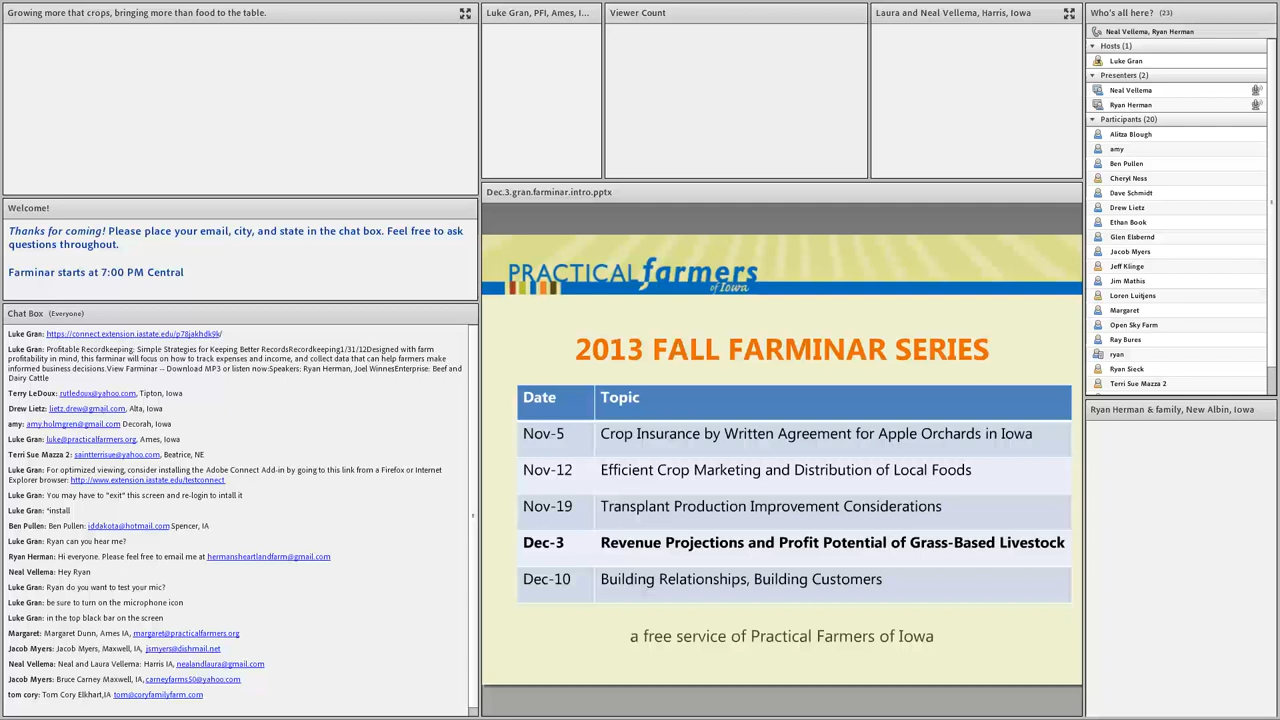 Growing more that crops, bringing more than food to the table.
Luke Gran, PFI, Ames, I...
Viewer Count
Laura and Neal Vellema, Harris, Iowa
Who's all here? (23)
Neal Vellema, Ryan Herman
Hosts (1)
Luke Gran
Presenters (2)
Neal Vellema
Ryan Herman
Participants (20)
Alitza Blough
amy
Ben Pullen
Cheryl Ness
Dave Schmidt
Drew Lietz
Ethan Book
Glen Elsbernd
Jacob Myers
Jeff Klinge
Jim Mathis
Loren Luitjens
Margaret
Open Sky Farm
Ray Bures
ryan
Ryan Sieck
Terri Sue Mazza 2
Ryan Herman & family, New Albin, Iowa
Welcome!
Thanks for coming! Please place your email, city, and state in the chat box. Feel free to ask
questions throughout.
Farminar starts at 7:00 PM Central
Chat Box (Everyone)
Luke Gran: https://connect.extension.iastate.edu/p78jakhdk9k/
Luke Gran: Profitable Recordkeeping: Simple Strategies for Keeping Better RecordsRecordkeeping1/31/12Designed with farm
profitability in mind, this farminar will focus on how to track expenses and income, and collect data that can help farmers make
informed business decisions.View Farminar -- Download MP3 or listen now:Speakers: Ryan Herman, Joel WinnesEnterprise: Beef and
Dairy Cattle
Terry LeDoux: rutledoux@yahoo.com, Tipton, Iowa
Drew Lietz: lietz.drew@gmail.com, Alta, Iowa
amy: amy.holmgren@gmail.com Decorah, Iowa
Luke Gran: luke@practicalfarmers.org, Ames, Iowa
Terri Sue Mazza 2: sainterrisue@yahoo.com, Beatrice, NE
Luke Gran: For optimized viewing, consider installing the Adobe Connect Add-in by going to this link from a Firefox or Internet
Explorer browser: http://www.extension.iastate.edu/testconnect
Luke Gran: You may have to "exit" this screen and re-login to intall it
Luke Gran: *install
Ben Pullen: Ben Pullen: iddakota@hotmail.com Spencer, IA
Luke Gran: Ryan can you hear me?
Ryan Herman: Hi everyone. Please feel free to email me at hermansheartlandfarm@gmail.com
Neal Vellema: Hey Ryan
Luke Gran: Ryan do you want to test your mic?
Luke Gran: be sure to turn on the microphone icon
Luke Gran: in the top black bar on the screen
Margaret: Margaret Dunn, Ames IA, margaret@practicalfarmers.org
Jacob Myers: Jacob Myers, Maxwell, IA, jsmyers@dishmail.net
Neal Vellema: Neal and Laura Vellema: Harris IA, nealandlaura@gmail.com
Jacob Myers: Bruce Carney Maxwell, IA, carneyfarms50@yahoo.com
tom cory: Tom Cory Elkhart,IA tom@coryfamilyfarm.com
Dec.3.gran.farminar.intro.pptx
PRACTICAL farmers
of Iowa
2013 FALL FARMINAR SERIES
Date Topic
Nov-5 Crop Insurance by Written Agreement for Apple Orchards in Iowa
Nov-12 Efficient Crop Marketing and Distribution of Local Foods
Nov-19 Transplant Production Improvement Considerations
Dec-3 Revenue Projections and Profit Potential of Grass-Based Livestock
Dec-10 Building Relationships, Building Customers
a free service of Practical Farmers of Iowa